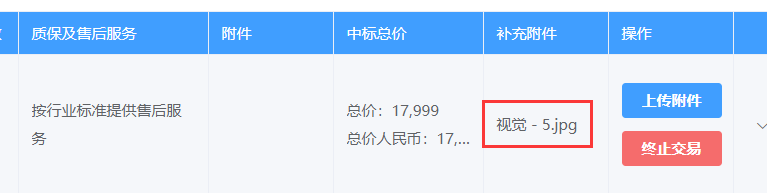 质保及售后服务
附件
中标总价
补充附件
操作
按行业标准提供售后服
务
总价：17,999
总价人民币：17,...
视觉 - 5.jpg
上传附件
终止交易